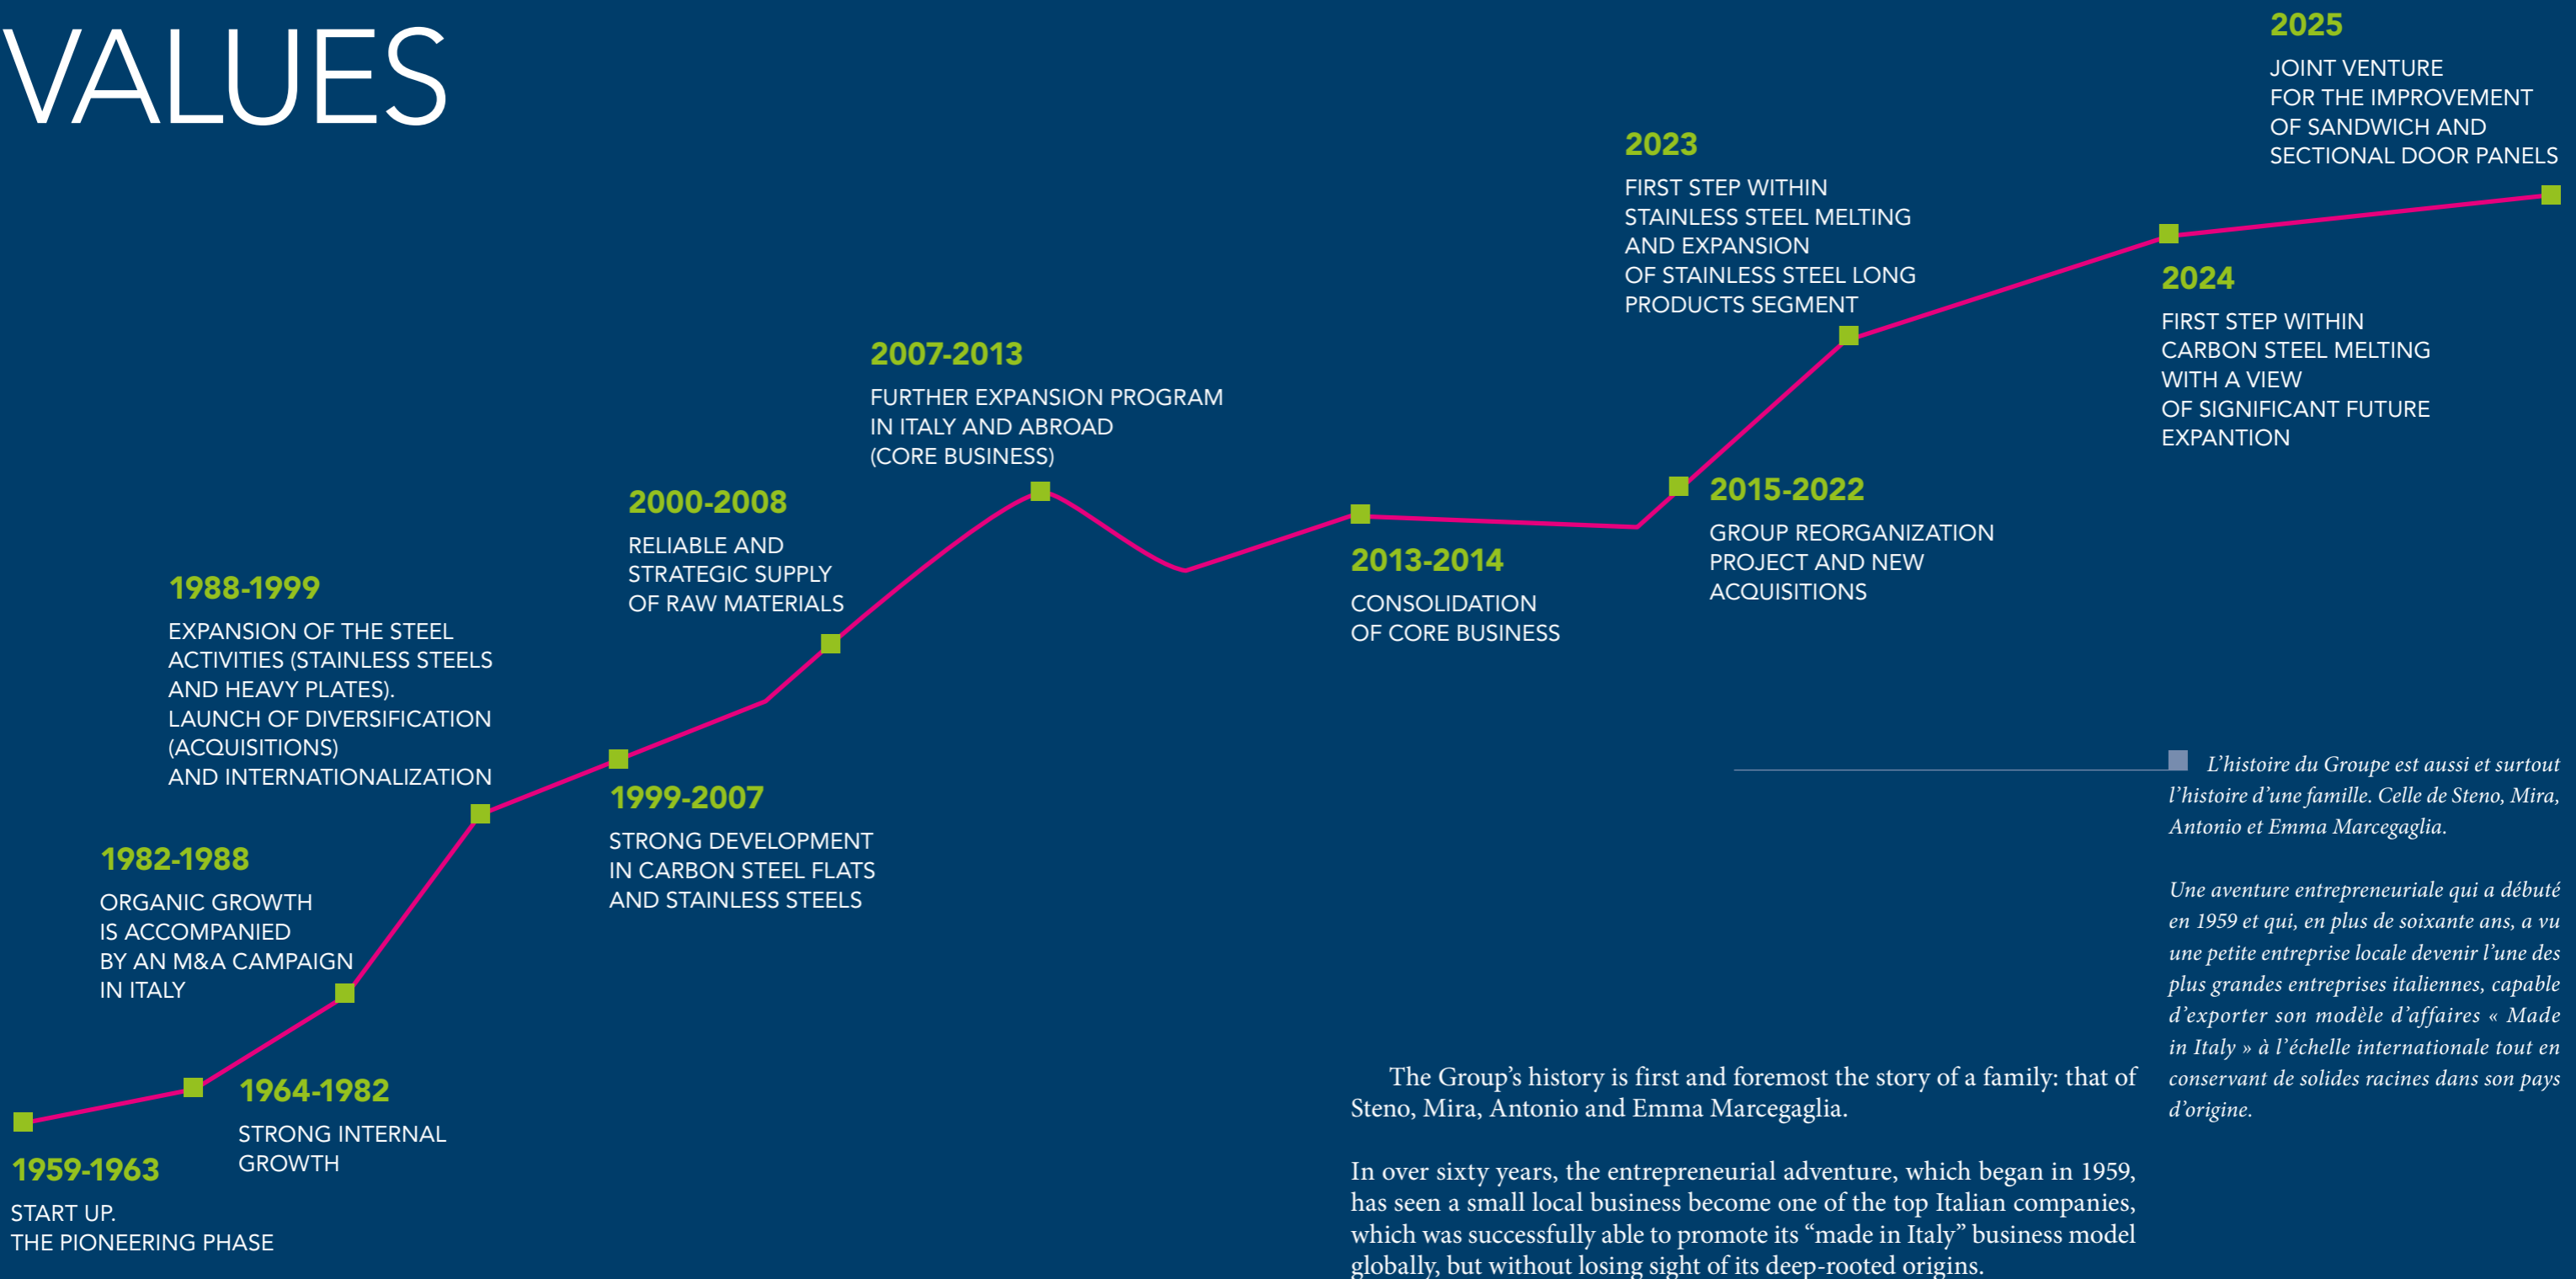 VALUES
1959-1963
START UP.
THE PIONEERING PHASE
1964-1982
STRONG INTERNAL
GROWTH
1982-1988
ORGANIC GROWTH
IS ACCOMPANIED
BY AN M&A CAMPAIGN
IN ITALY
1988-1999
EXPANSION OF THE STEEL
ACTIVITIES (STAINLESS STEELS
AND HEAVY PLATES).
LAUNCH OF DIVERSIFICATION
(ACQUISITIONS)
AND INTERNATIONALIZATION
1999-2007
STRONG DEVELOPMENT
IN CARBON STEEL FLATS
AND STAINLESS STEELS
2000-2008
RELIABLE AND
STRATEGIC SUPPLY
OF RAW MATERIALS
2007-2013
FURTHER EXPANSION PROGRAM
IN ITALY AND ABROAD
(CORE BUSINESS)
2013-2014
CONSOLIDATION
OF CORE BUSINESS
2015-2022
GROUP REORGANIZATION
PROJECT AND NEW
ACQUISITIONS
2023
FIRST STEP WITHIN
STAINLESS STEEL MELTING
AND EXPANSION
OF STAINLESS STEEL LONG
PRODUCTS SEGMENT
2024
FIRST STEP WITHIN
CARBON STEEL MELTING
WITH A VIEW
OF SIGNIFICANT FUTURE
EXPANTION
2025
JOINT VENTURE
FOR THE IMPROVEMENT
OF SANDWICH AND
SECTIONAL DOOR PANELS
The Group's history is first and foremost the story of a family: that of
Steno, Mira, Antonio and Emma Marcegaglia.
In over sixty years, the entrepreneurial adventure, which began in 1959,
has seen a small local business become one of the top Italian companies,
which was successfully able to promote its “made in Italy” business model
globally, but without losing sight of its deep-rooted origins.
L'histoire du Groupe est aussi et surtout
l'histoire d'une famille. Celle de Steno, Mira,
Antonio et Emma Marcegaglia.
Une aventure entrepreneuriale qui a débuté
en 1959 et qui, en plus de soixante ans, a vu
une petite entreprise locale devenir l'une des
plus grandes entreprises italiennes, capable
d'exporter son modèle d'affaires « Made
in Italy » à l'échelle internationale tout en
conservant de solides racines dans son pays
d'origine.